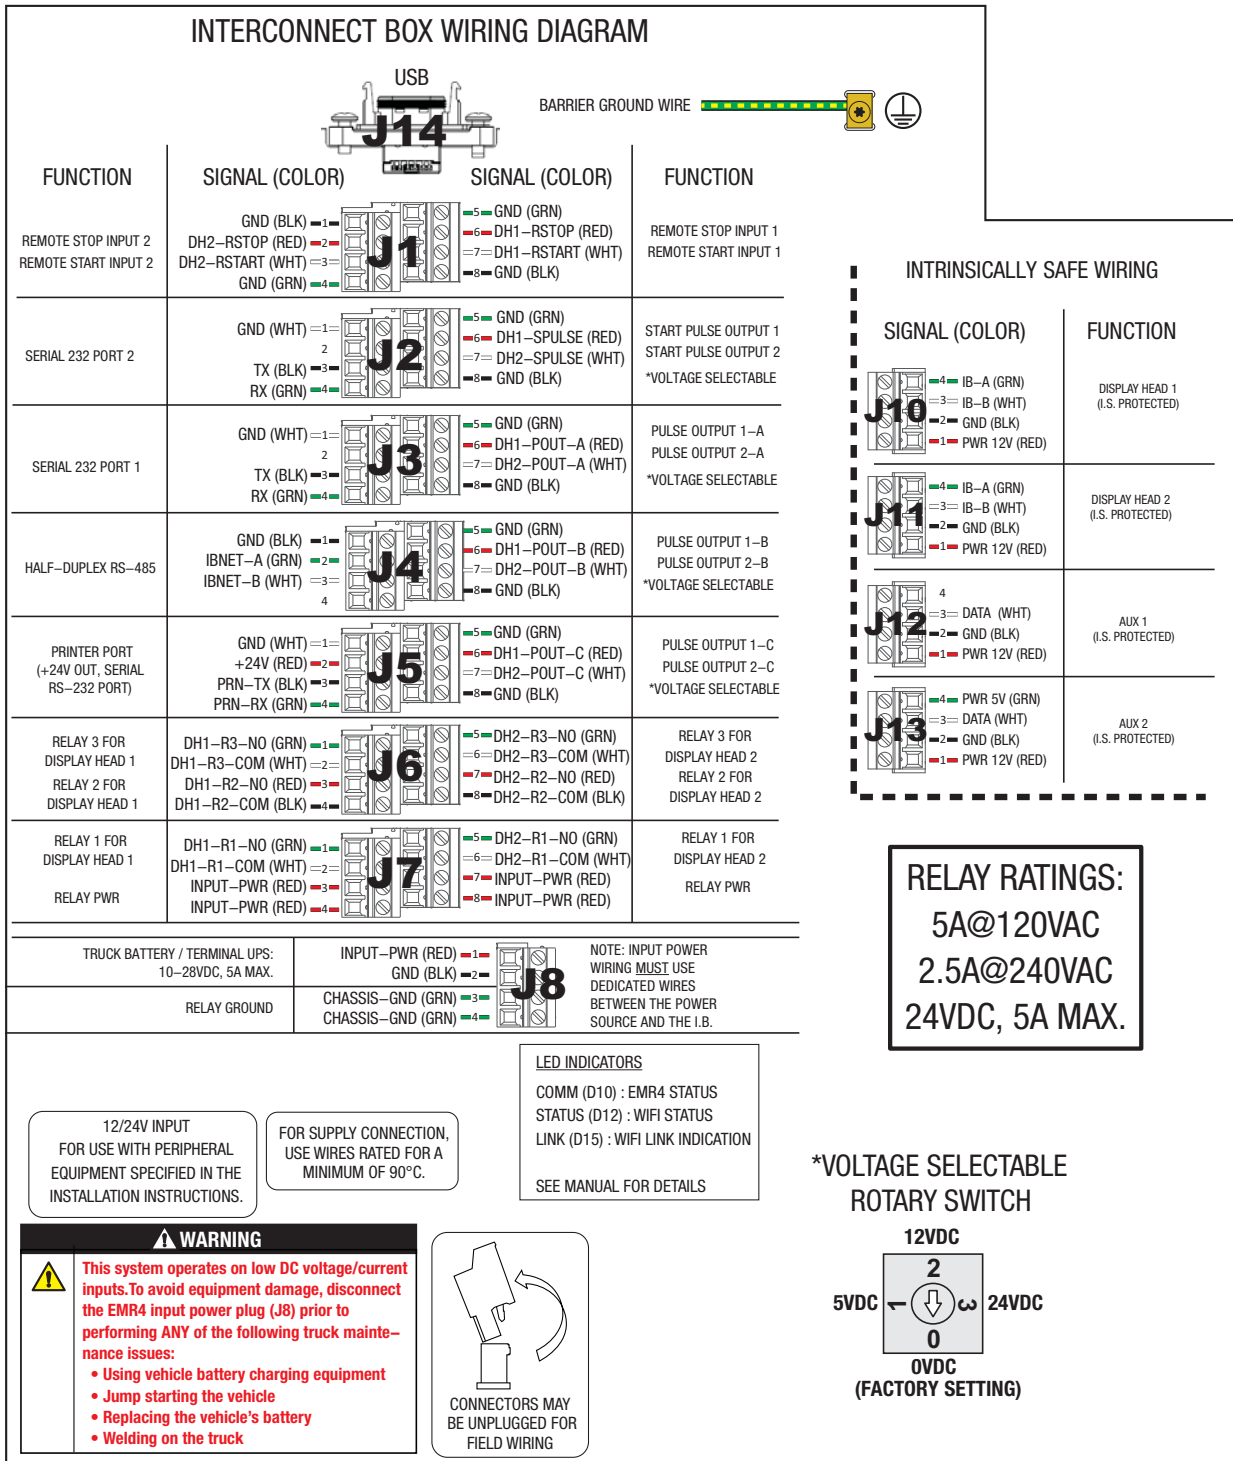 INTERCONNECT BOX WIRING DIAGRAM
USB
J14
BARRIER GROUND WIRE
FUNCTION
SIGNAL (COLOR)
SIGNAL (COLOR)
FUNCTION
REMOTE STOP INPUT 2
REMOTE START INPUT 2
GND (BLK) 1
DH2–RSTOP (RED) 2
DH2–RSTART (WHT) 3
GND (GRN) 4
J1
5 GND (GRN)
6 DH1–RSTOP (RED)
7 DH1–RSTART (WHT)
8 GND (BLK)
REMOTE STOP INPUT 1
REMOTE START INPUT 1
SERIAL 232 PORT 2
GND (WHT) 1
2
TX (BLK) 3
RX (GRN) 4
J2
5 GND (GRN)
6 DH1–SPULSE (RED)
7 DH2–SPULSE (WHT)
8 GND (BLK)
START PULSE OUTPUT 1
START PULSE OUTPUT 2
*VOLTAGE SELECTABLE
SERIAL 232 PORT 1
GND (WHT) 1
2
TX (BLK) 3
RX (GRN) 4
J3
5 GND (GRN)
6 DH1–POUT–A (RED)
7 DH2–POUT–A (WHT)
8 GND (BLK)
PULSE OUTPUT 1–A
PULSE OUTPUT 2–A
*VOLTAGE SELECTABLE
HALF–DUPLEX RS–485
GND (BLK) 1
IBNET–A (GRN) 2
IBNET–B (WHT) 3
4
J4
5 GND (GRN)
6 DH1–POUT–B (RED)
7 DH2–POUT–B (WHT)
8 GND (BLK)
PULSE OUTPUT 1–B
PULSE OUTPUT 2–B
*VOLTAGE SELECTABLE
PRINTER PORT
(+24V OUT, SERIAL
RS–232 PORT)
GND (WHT) 1
+24V (RED) 2
PRN–TX (BLK) 3
PRN–RX (GRN) 4
J5
5 GND (GRN)
6 DH1–POUT–C (RED)
7 DH2–POUT–C (WHT)
8 GND (BLK)
PULSE OUTPUT 1–C
PULSE OUTPUT 2–C
*VOLTAGE SELECTABLE
RELAY 3 FOR
DISPLAY HEAD 1
RELAY 2 FOR
DISPLAY HEAD 1
DH1–R3–NO (GRN) 1
DH1–R3–COM (WHT) 2
DH1–R2–NO (RED) 3
DH1–R2–COM (BLK) 4
J6
5 DH2–R3–NO (GRN)
6 DH2–R3–COM (WHT)
7 DH2–R2–NO (RED)
8 DH2–R2–COM (BLK)
RELAY 3 FOR
DISPLAY HEAD 2
RELAY 2 FOR
DISPLAY HEAD 2
RELAY 1 FOR
DISPLAY HEAD 1
RELAY PWR
DH1–R1–NO (GRN) 1
DH1–R1–COM (WHT) 2
INPUT–PWR (RED) 3
INPUT–PWR (RED) 4
J7
5 DH2–R1–NO (GRN)
6 DH2–R1–COM (WHT)
7 INPUT–PWR (RED)
8 INPUT–PWR (RED)
RELAY 1 FOR
DISPLAY HEAD 2
RELAY PWR
TRUCK BATTERY / TERMINAL UPS:
10–28VDC, 5A MAX.
RELAY GROUND
INPUT–PWR (RED) 1
GND (BLK) 2
CHASSIS–GND (GRN) 3
CHASSIS–GND (GRN) 4
J8
NOTE: INPUT POWER
WIRING MUST USE
DEDICATED WIRES
BETWEEN THE POWER
SOURCE AND THE I.B.
INTRINSICALLY SAFE WIRING
SIGNAL (COLOR)
FUNCTION
J10
4 IB–A (GRN)
3 IB–B (WHT)
2 GND (BLK)
1 PWR 12V (RED)
DISPLAY HEAD 1
(I.S. PROTECTED)
J11
4 IB–A (GRN)
3 IB–B (WHT)
2 GND (BLK)
1 PWR 12V (RED)
DISPLAY HEAD 2
(I.S. PROTECTED)
J12
4
3 DATA (WHT)
2 GND (BLK)
1 PWR 12V (RED)
AUX 1
(I.S. PROTECTED)
J13
4 PWR 5V (GRN)
3 DATA (WHT)
2 GND (BLK)
1 PWR 12V (RED)
AUX 2
(I.S. PROTECTED)
RELAY RATINGS:
5A@120VAC
2.5A@240VAC
24VDC, 5A MAX.
LED INDICATORS
COMM (D10) : EMR4 STATUS
STATUS (D12) : WIFI STATUS
LINK (D15) : WIFI LINK INDICATION
SEE MANUAL FOR DETAILS
12/24V INPUT
FOR USE WITH PERIPHERAL
EQUIPMENT SPECIFIED IN THE
INSTALLATION INSTRUCTIONS.
FOR SUPPLY CONNECTION,
USE WIRES RATED FOR A
MINIMUM OF 90°C.
WARNING
This system operates on low DC voltage/current
inputs.To avoid equipment damage, disconnect
the EMR4 input power plug (J8) prior to
performing ANY of the following truck mainte–
nance issues:
• Using vehicle battery charging equipment
• Jump starting the vehicle
• Replacing the vehicle's battery
• Welding on the truck
CONNECTORS MAY
BE UNPLUGGED FOR
FIELD WIRING
*VOLTAGE SELECTABLE
ROTARY SWITCH
12VDC
2
5VDC 1 3 24VDC
0
0VDC
(FACTORY SETTING)